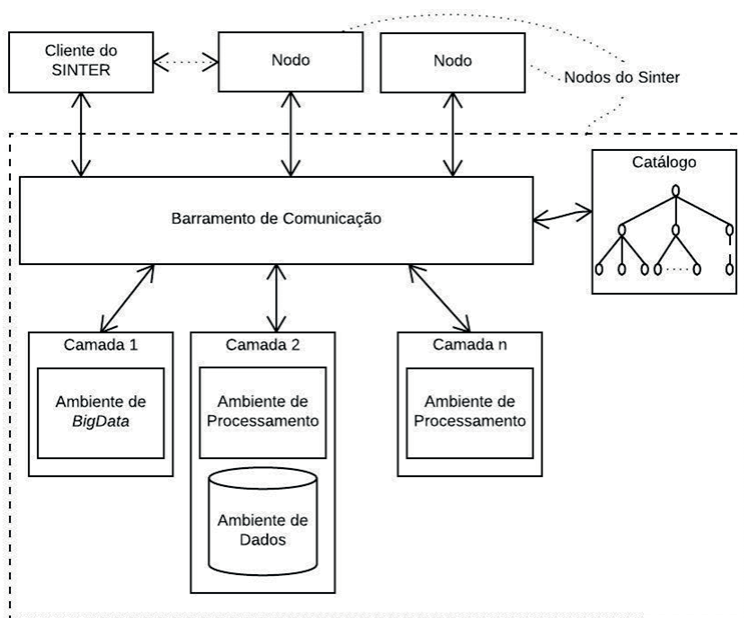 Cliente do
SINTER
Nodo
Nodo
Nodos do Sinter
Catálogo
Barramento de Comunicação
Camada 1
Ambiente de
BigData
Camada 2
Ambiente de
Processamento
Ambiente de
Dados
Camada n
Ambiente de
Processamento